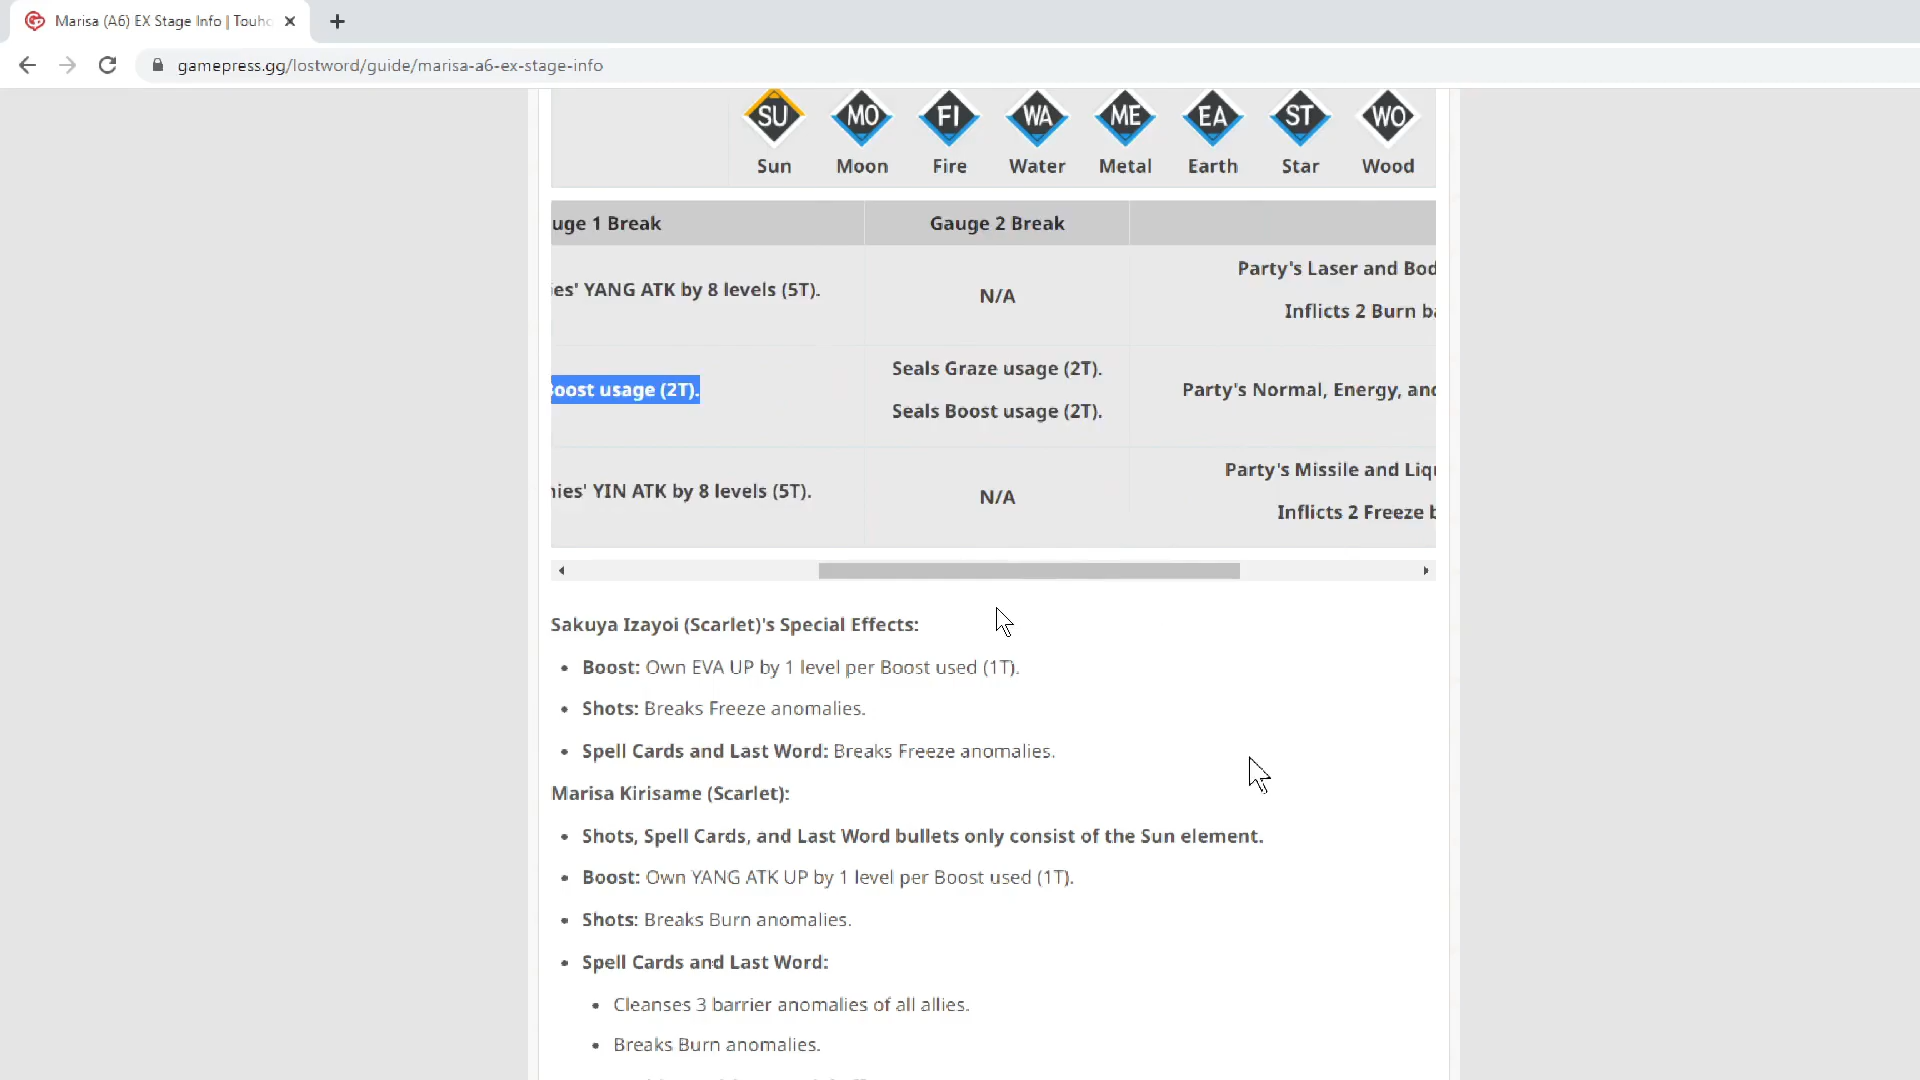 Marisa (A6) EX Stage Info | Touho
gamepress.gg/lostword/guide/marisa-a6-ex-stage-info
SU MO FI WA ME EA ST WO
Sun Moon Fire Water Metal Earth Star Wood
uge 1 Break Gauge 2 Break
Party's Laser and Bod
ies' YANG ATK by 8 levels (5T). N/A
Inflicts 2 Burn ba
Seals Graze usage (2T).
Boost usage (2T). Party's Normal, Energy, and
Seals Boost usage (2T).
Party's Missile and Liqu
nies' YIN ATK by 8 levels (5T). N/A
Inflicts 2 Freeze b
Sakuya Izayoi (Scarlet)'s Special Effects:
• Boost: Own EVA UP by 1 level per Boost used (1T).
• Shots: Breaks Freeze anomalies.
• Spell Cards and Last Word: Breaks Freeze anomalies.
Marisa Kirisame (Scarlet):
• Shots, Spell Cards, and Last Word bullets only consist of the Sun element.
• Boost: Own YANG ATK UP by 1 level per Boost used (1T).
• Shots: Breaks Burn anomalies.
• Spell Cards and Last Word:
• Cleanses 3 barrier anomalies of all allies.
• Breaks Burn anomalies.